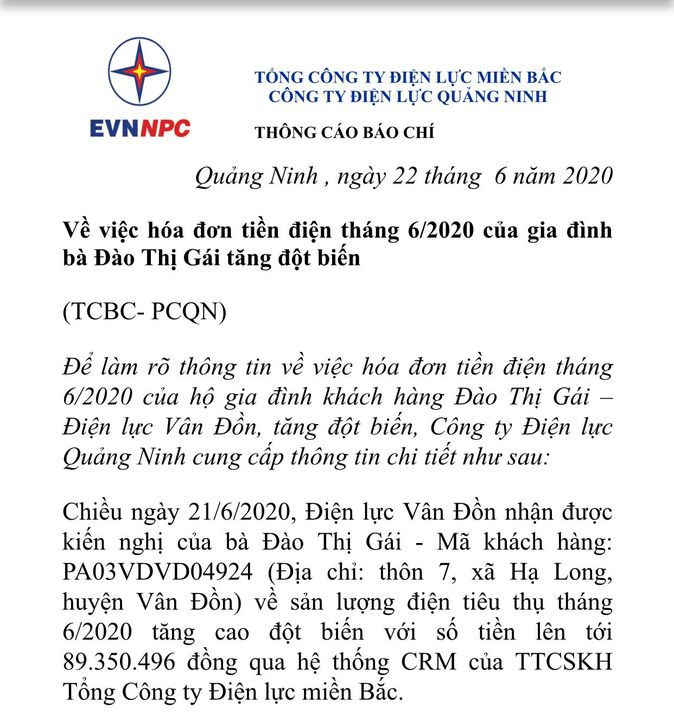 TỔNG CÔNG TY ĐIỆN LỰC MIỀN BẮC
CÔNG TY ĐIỆN LỰC QUẢNG NINH
EVNNPC
THÔNG CÁO BÁO CHÍ
Quảng Ninh , ngày 22 tháng 6 năm 2020
Về việc hóa đơn tiền điện tháng 6/2020 của gia đình
bà Đào Thị Gái tăng đột biến
(TCBC- PCQN)
Để làm rõ thông tin về việc hóa đơn tiền điện tháng
6/2020 của hộ gia đình khách hàng Đào Thị Gái –
Điện lực Vân Đồn, tăng đột biến, Công ty Điện lực
Quảng Ninh cung cấp thông tin chi tiết như sau:
Chiều ngày 21/6/2020, Điện lực Vân Đồn nhận được
kiến nghị của bà Đào Thị Gái - Mã khách hàng:
PA03VDVD04924 (Địa chỉ: thôn 7, xã Hạ Long,
huyện Vân Đồn) về sản lượng điện tiêu thụ tháng
6/2020 tăng cao đột biến với số tiền lên tới
89.350.496 đồng qua hệ thống CRM của TTCSKH
Tổng Công ty Điện lực miền Bắc.